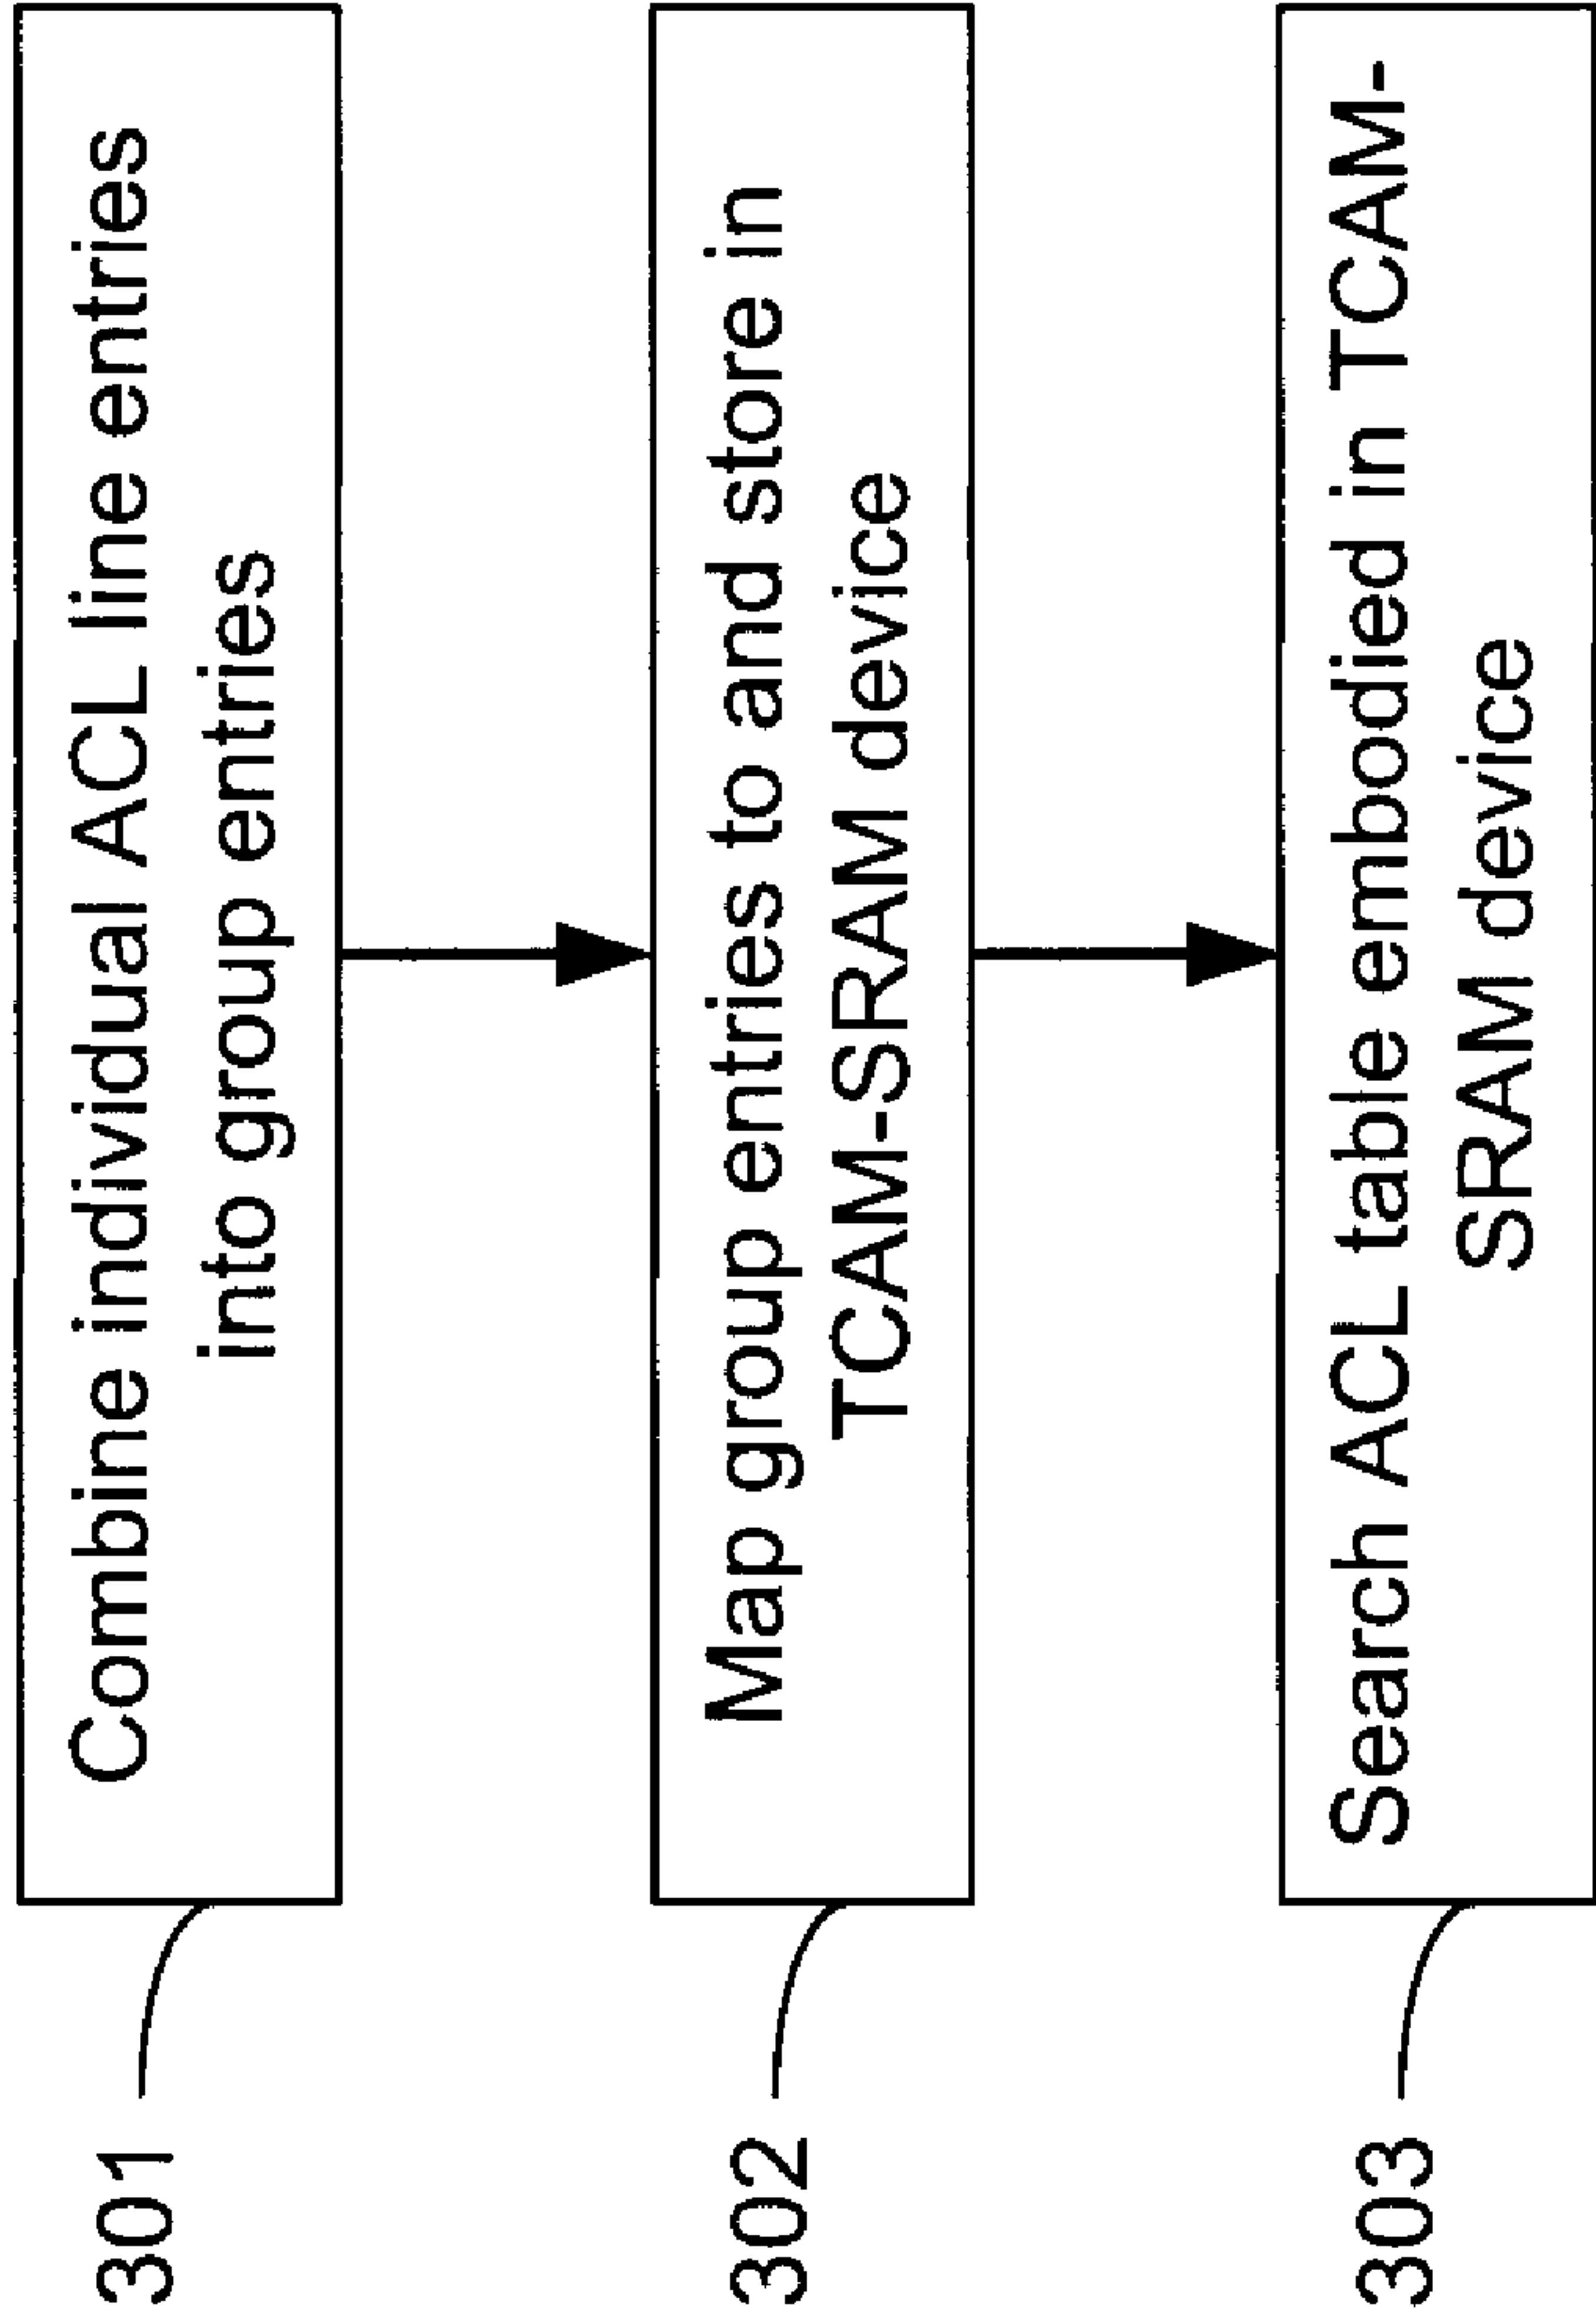 301
Combine individual ACL line entries
into group entries
302
Map group entries to and store in
TCAM-SRAM device
303
Search ACL table embodied in TCAM-
SRAM device